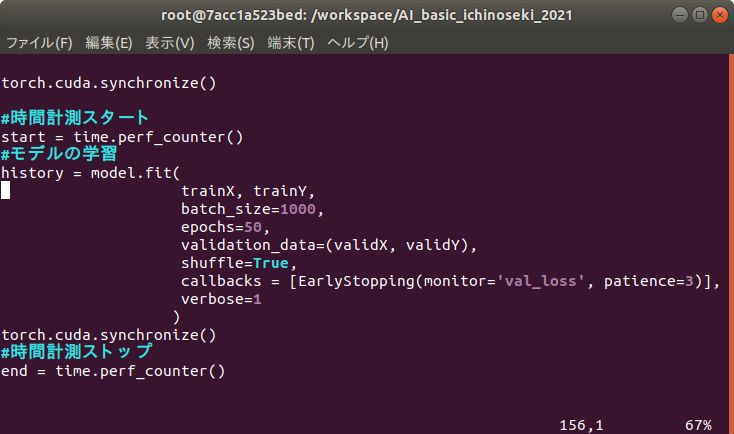 root@7acc1a523bed: /workspace/AI_basic_ichinoseki_2021
ファイル(F) 編集(E) 表示(V) 検索(S) 端末(T) ヘルプ(H)
torch.cuda.synchronize()
#時間計測スタート
start = time.perf_counter()
#モデルの学習
history = model.fit(
trainX, trainY,
batch_size=1000,
epochs=50,
validation_data=(validX, validY),
shuffle=True,
callbacks = [EarlyStopping(monitor='val_loss', patience=3)],
verbose=1
)
torch.cuda.synchronize()
#時間計測ストップ
end = time.perf_counter()
156,1 67%